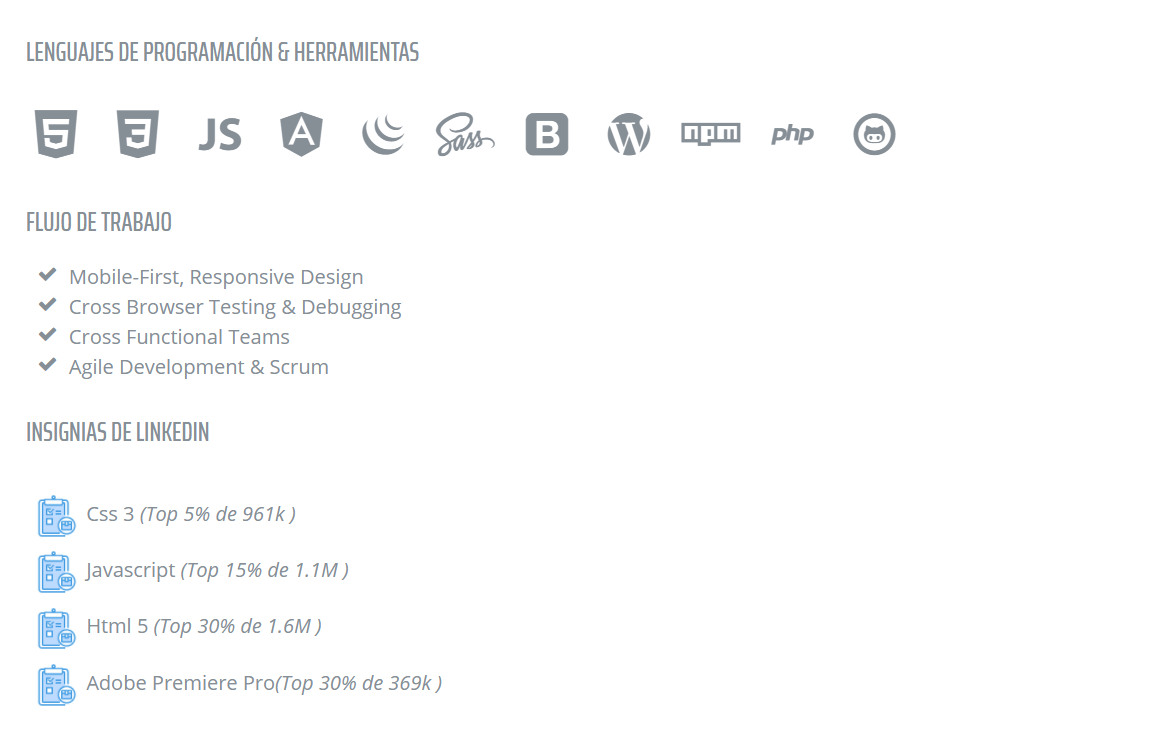 LENGUAJES DE PROGRAMACIÓN & HERRAMIENTAS
5 3 JS A Sass B W npm php
FLUJO DE TRABAJO
Mobile-First, Responsive Design
Cross Browser Testing & Debugging
Cross Functional Teams
Agile Development & Scrum
INSIGNIAS DE LINKEDIN
Css 3 (Top 5% de 961k )
Javascript (Top 15% de 1.1M )
Html 5 (Top 30% de 1.6M )
Adobe Premiere Pro(Top 30% de 369k )